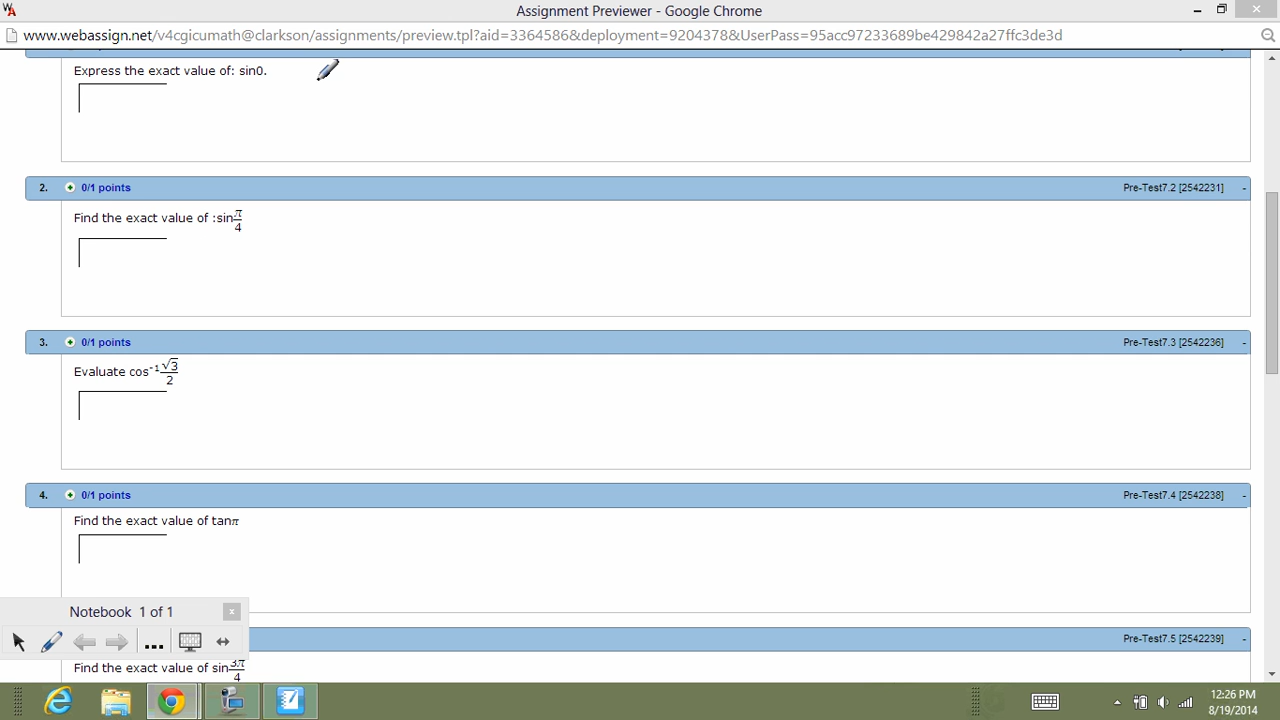 Assignment Previewer - Google Chrome
www.webassign.net/v4cgicumath@clarkson/assignments/preview.tpl?aid=3364586&deployment=9204378&UserPass=95acc97233689be429842a27ffc3de3d
Express the exact value of: sin0.
2. 0/1 points Pre-Test7.2 [2542231] -
Find the exact value of :sin π/4
3. 0/1 points Pre-Test7.3 [2542236] -
Evaluate cos⁻¹ √3/2
4. 0/1 points Pre-Test7.4 [2542238] -
Find the exact value of tanπ
Notebook 1 of 1 x
Pre-Test7.5 [2542239] -
Find the exact value of sin 3π/4
12:26 PM
8/19/2014